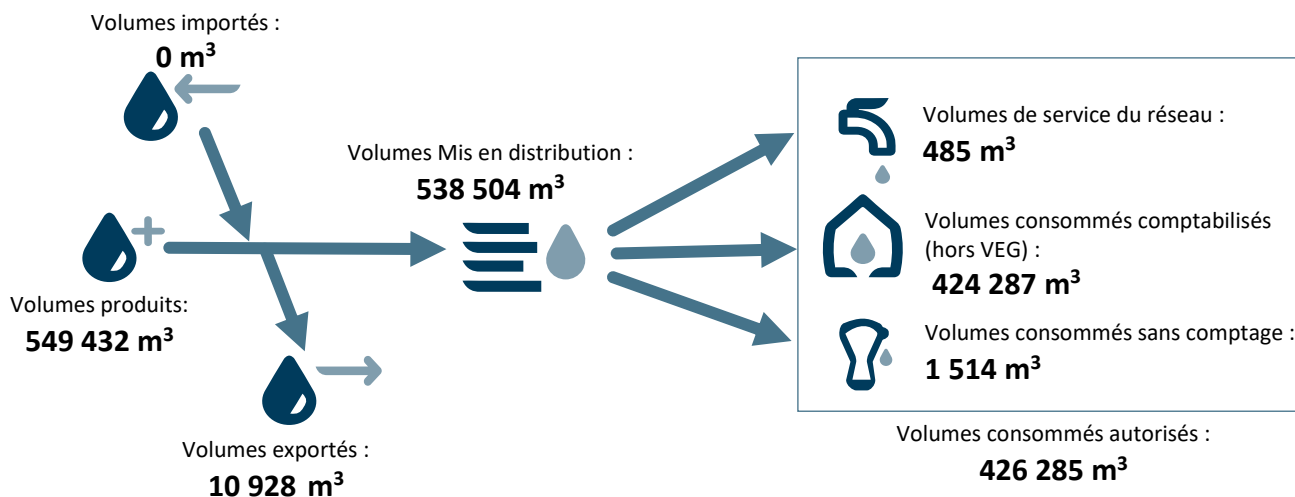 Volumes importés :
0 m³
Volumes produits:
549 432 m³
Volumes exportés :
10 928 m³
Volumes Mis en distribution :
538 504 m³
Volumes de service du réseau :
485 m³
Volumes consommés comptabilisés
(hors VEG) :
424 287 m³
Volumes consommés sans comptage :
1 514 m³
Volumes consommés autorisés :
426 285 m³